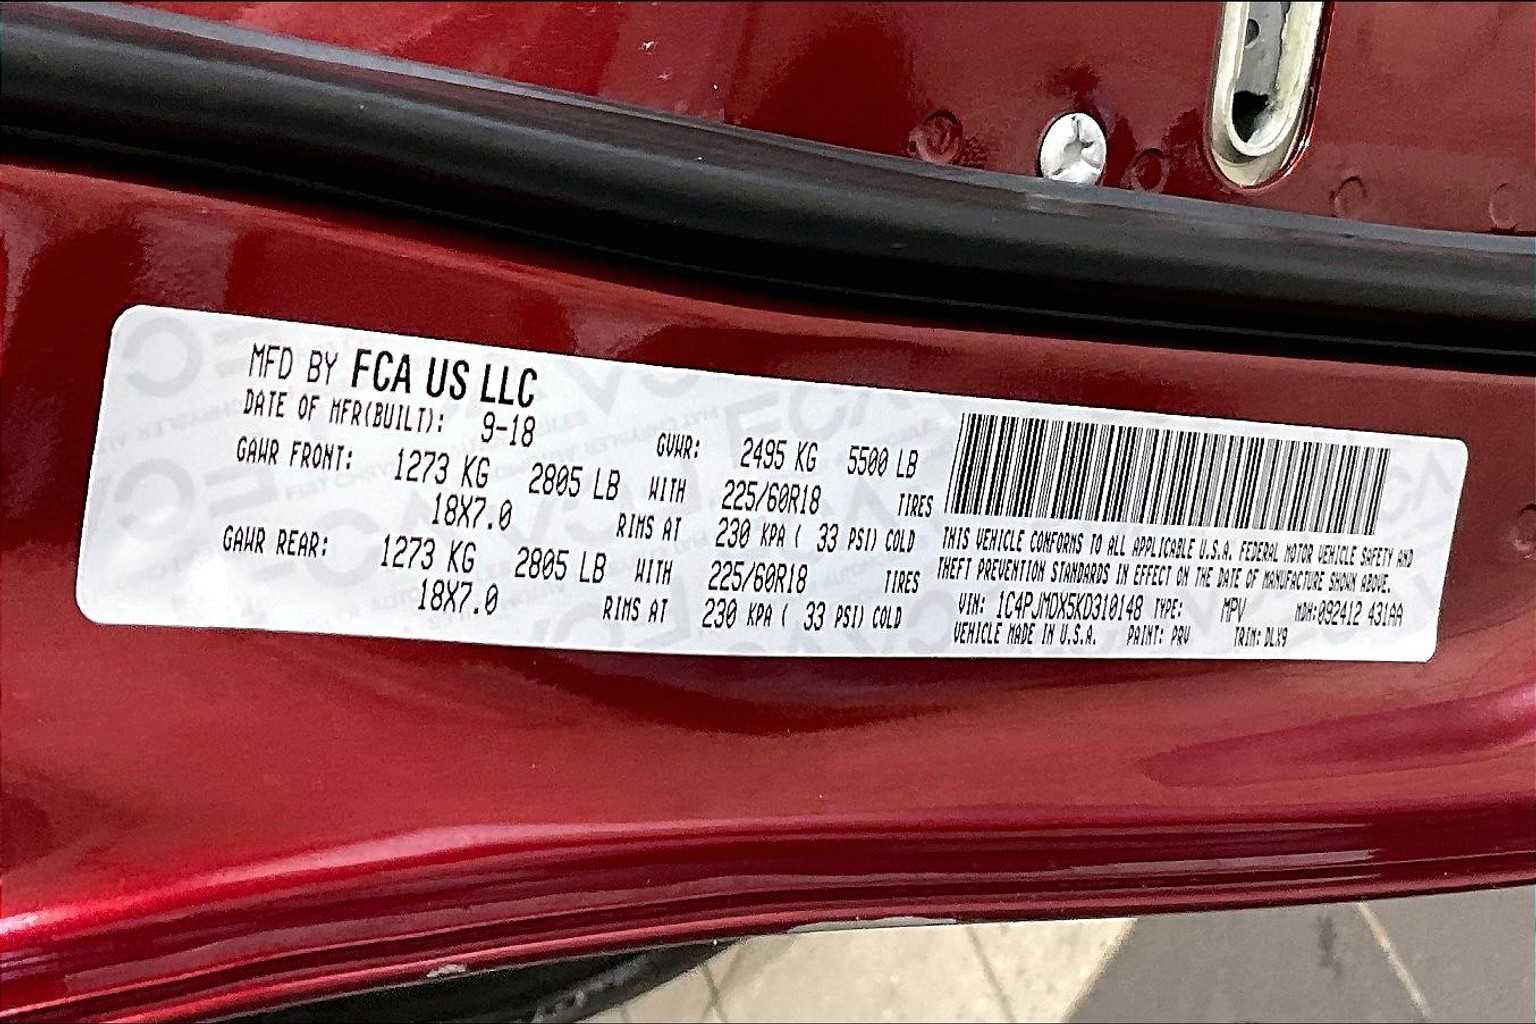 MFD BY FCA US LLC
DATE OF MFR(BUILT): 9-18
GVWR: 2495 KG 5500 LB
GAWR FRONT: 1273 KG 2805 LB WITH 225/60R18 TIRES
18X7.0 RIMS AT 230 KPA ( 33 PSI) COLD
GAWR REAR: 1273 KG 2805 LB WITH 225/60R18 TIRES
18X7.0 RIMS AT 230 KPA ( 33 PSI) COLD
THIS VEHICLE CONFORMS TO ALL APPLICABLE U.S.A. FEDERAL MOTOR VEHICLE SAFETY AND
THEFT PREVENTION STANDARDS IN EFFECT ON THE DATE OF MANUFACTURE SHOWN ABOVE.
VIN: 1C4PJMDX5KD310148 TYPE: MPV MDH:092412 431AA
VEHICLE MADE IN U.S.A. PAINT: PRV TRIM: DLX9